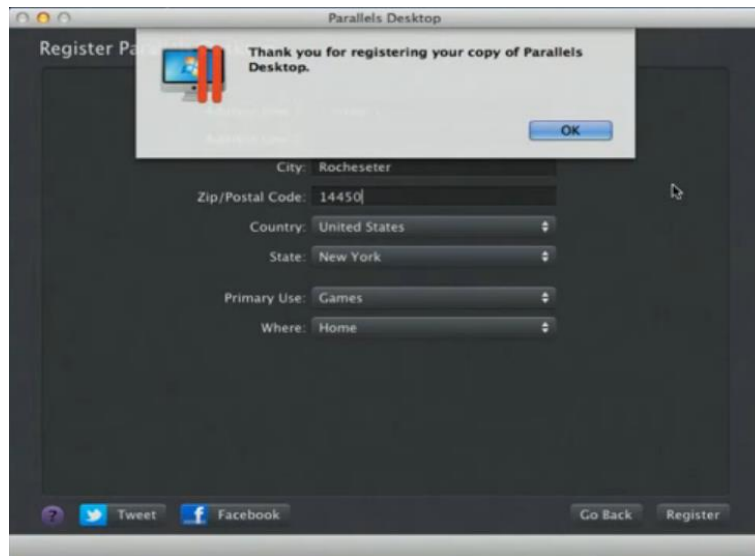 Parallels Desktop
Register Pa
Thank you for registering your copy of Parallels
Desktop.
OK
City: Rocheseter
Zip/Postal Code: 14450
Country: United States
State: New York
Primary Use: Games
Where: Home
? Tweet f Facebook Go Back Register